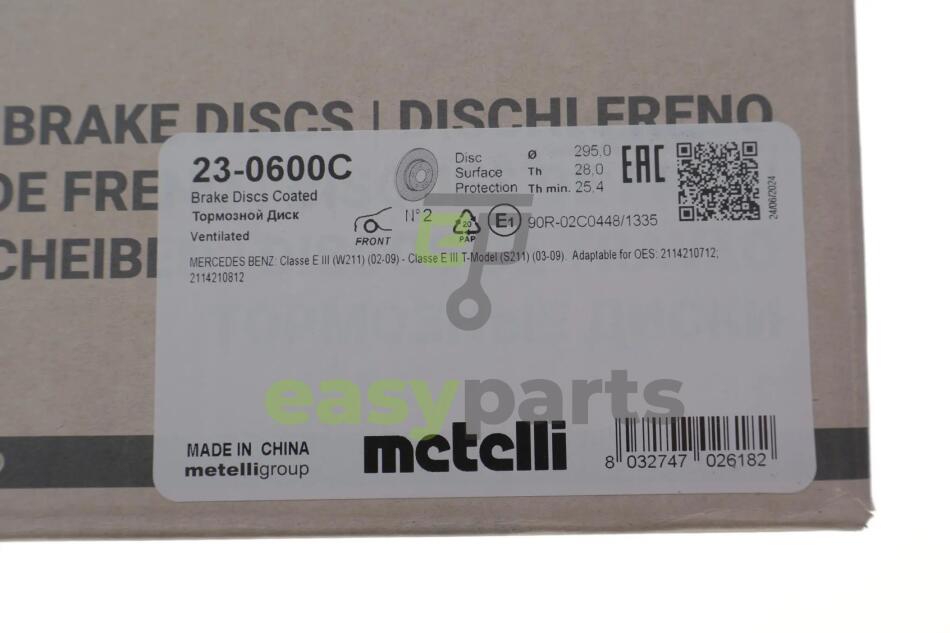 BRAKE DISCS | DISCHI FRENO
DE FRE
SCHEIBE
23-0600C
Brake Discs Coated
Тормозной Диск
Ventilated
FRONT
N°2
Disc Surface Protection
Ø 295,0
Th 28,0
Th min. 25,4
EAC
20 PAP
E1 90R-02C0448/1335
24/06/2024
MERCEDES BENZ: Classe E III (W211) (02-09) - Classe E III T-Model (S211) (03-09). Adaptable for OES: 2114210712;
2114210812
easyparts
MADE IN CHINA
metelligroup
metelli
8 032747 026182